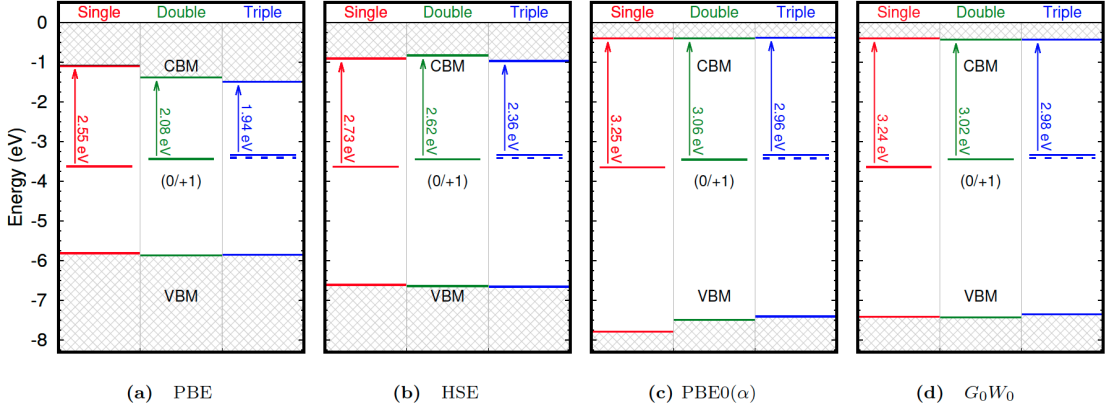 Single Double Triple
Single Double Triple
Single Double Triple
Single Double Triple
Energy (eV)
0
-1
-2
-3
-4
-5
-6
-7
-8
CBM
2.55 eV
2.08 eV
1.94 eV
(0/+1)
VBM
CBM
2.73 eV
2.62 eV
2.36 eV
(0/+1)
VBM
CBM
3.25 eV
3.06 eV
2.96 eV
(0/+1)
VBM
CBM
3.24 eV
3.02 eV
2.98 eV
(0/+1)
VBM
(a) PBE
(b) HSE
(c) PBE0(α)
(d) G₀W₀